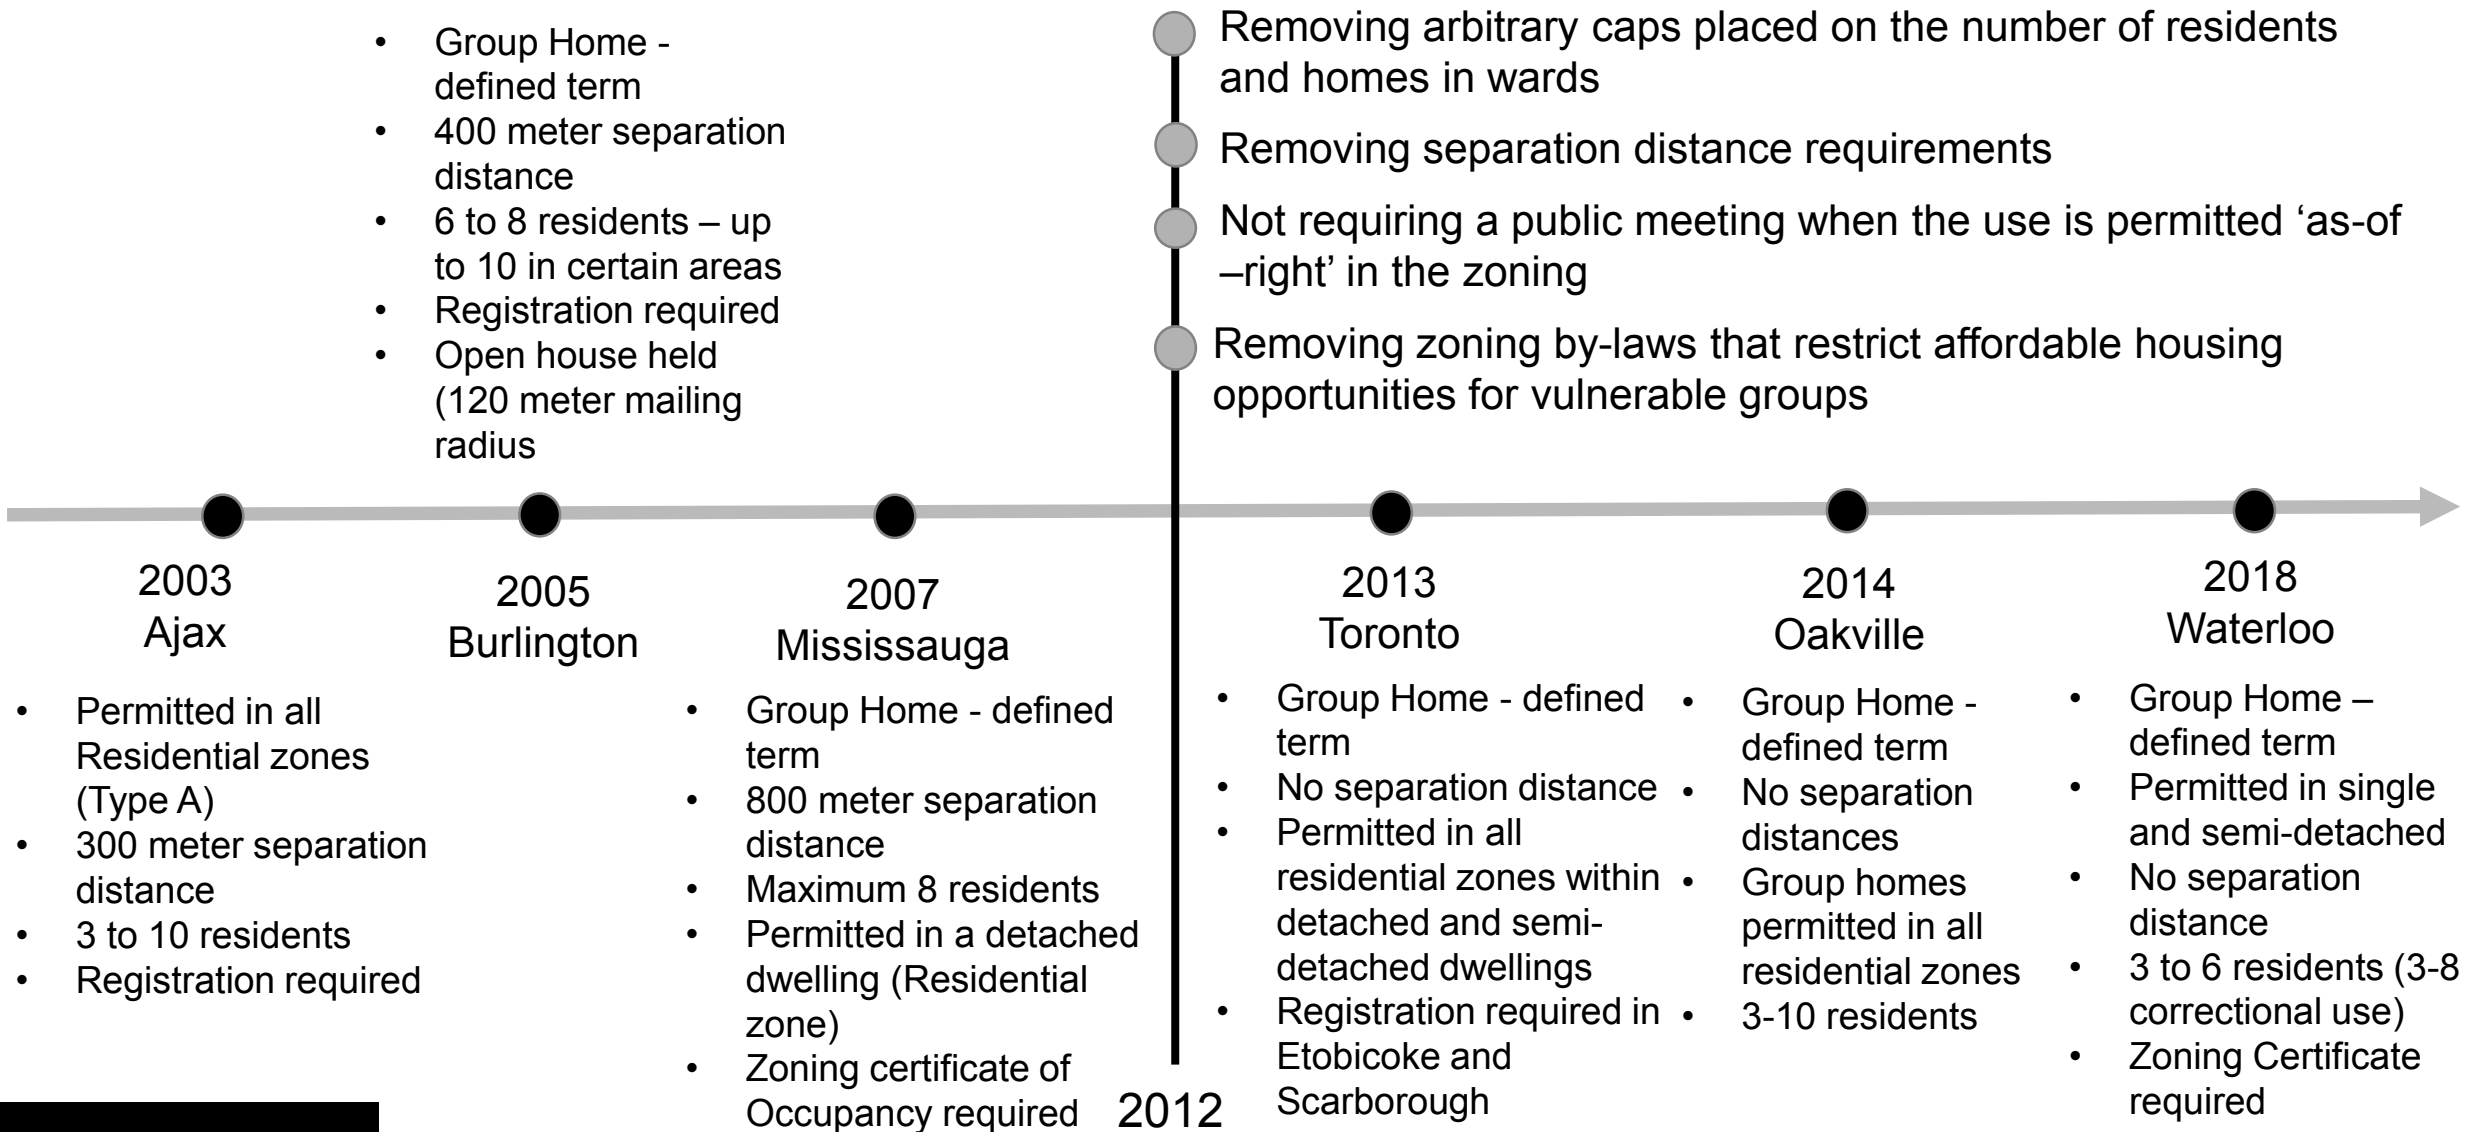 • Group Home -
defined term
• 400 meter separation
distance
• 6 to 8 residents – up
to 10 in certain areas
• Registration required
• Open house held
(120 meter mailing
radius
Removing arbitrary caps placed on the number of residents
and homes in wards
Removing separation distance requirements
Not requiring a public meeting when the use is permitted ‘as-of
–right’ in the zoning
Removing zoning by-laws that restrict affordable housing
opportunities for vulnerable groups
2003
Ajax
2005
Burlington
2007
Mississauga
2013
Toronto
2014
Oakville
2018
Waterloo
• Permitted in all
Residential zones
(Type A)
• 300 meter separation
distance
• 3 to 10 residents
• Registration required
• Group Home - defined
term
• 800 meter separation
distance
• Maximum 8 residents
• Permitted in a detached
dwelling (Residential
zone)
• Zoning certificate of
Occupancy required
2012
• Group Home - defined
term
• No separation distance
• Permitted in all
residential zones within
detached and semi-
detached dwellings
• Registration required in
Etobicoke and
Scarborough
• Group Home -
defined term
• No separation
distances
• Group homes
permitted in all
residential zones
• 3-10 residents
• Group Home –
defined term
• Permitted in single
and semi-detached
• No separation
distance
• 3 to 6 residents (3-8
correctional use)
• Zoning Certificate
required